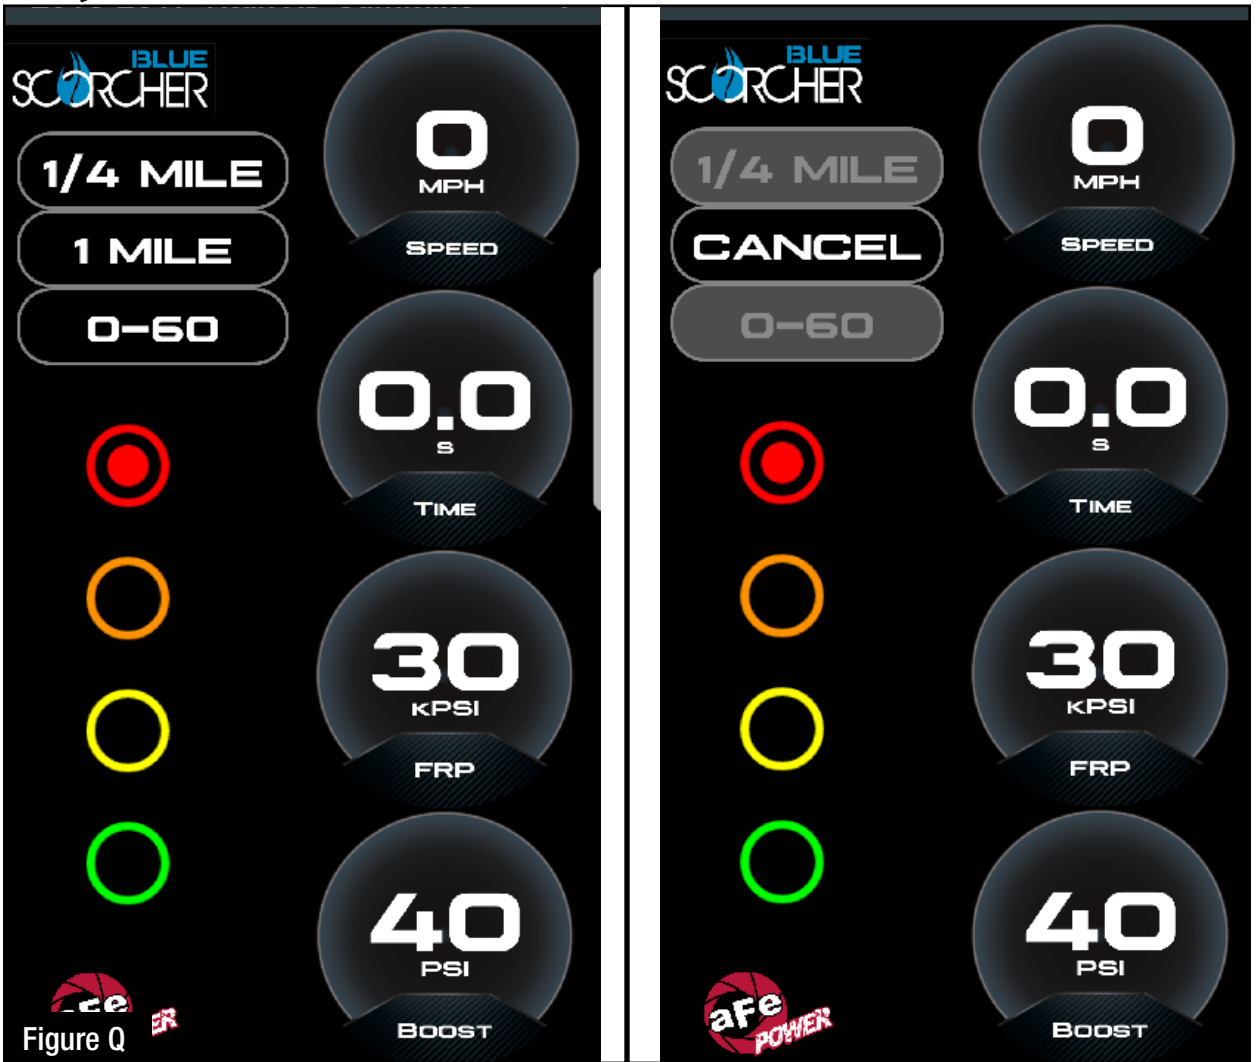 BLUE
SCORCHER
1/4 MILE
1 MILE
0-60
0
MPH
SPEED
0.0
S
TIME
30
KPSI
FRP
40
PSI
BOOST
aFe
ER
Figure Q
BLUE
SCORCHER
1/4 MILE
CANCEL
0-60
0
MPH
SPEED
0.0
S
TIME
30
KPSI
FRP
40
PSI
BOOST
aFe
POWER